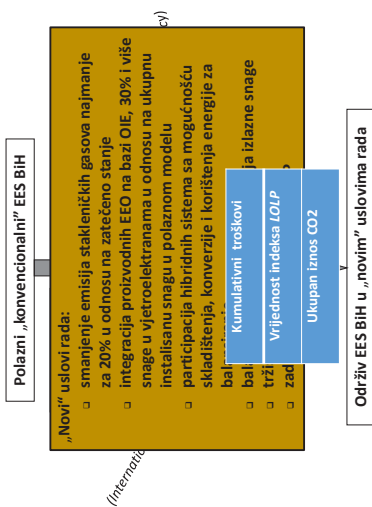 Polazni „konvencionalni" EES BiH
„Novi" uslovi rada:
smanjenje emisija stakleničkih gasova najmanje
za 20% u odnosu na zatečeno stanje
integracija proizvodnih EEO na bazi OIE, 30% i više
snage u vjetroelektranama u odnosu na ukupnu
instalisanu snagu u polaznom modelu
participacija hibridnih sistema sa mogućnošću
skladištenja, konverzije i korištenja energije za
izlazne snage
Kumulativni troškovi
Vrijednost indeksa LOLP
Ukupan iznos CO2
Održiv EES BiH u „novim" uslovima rada